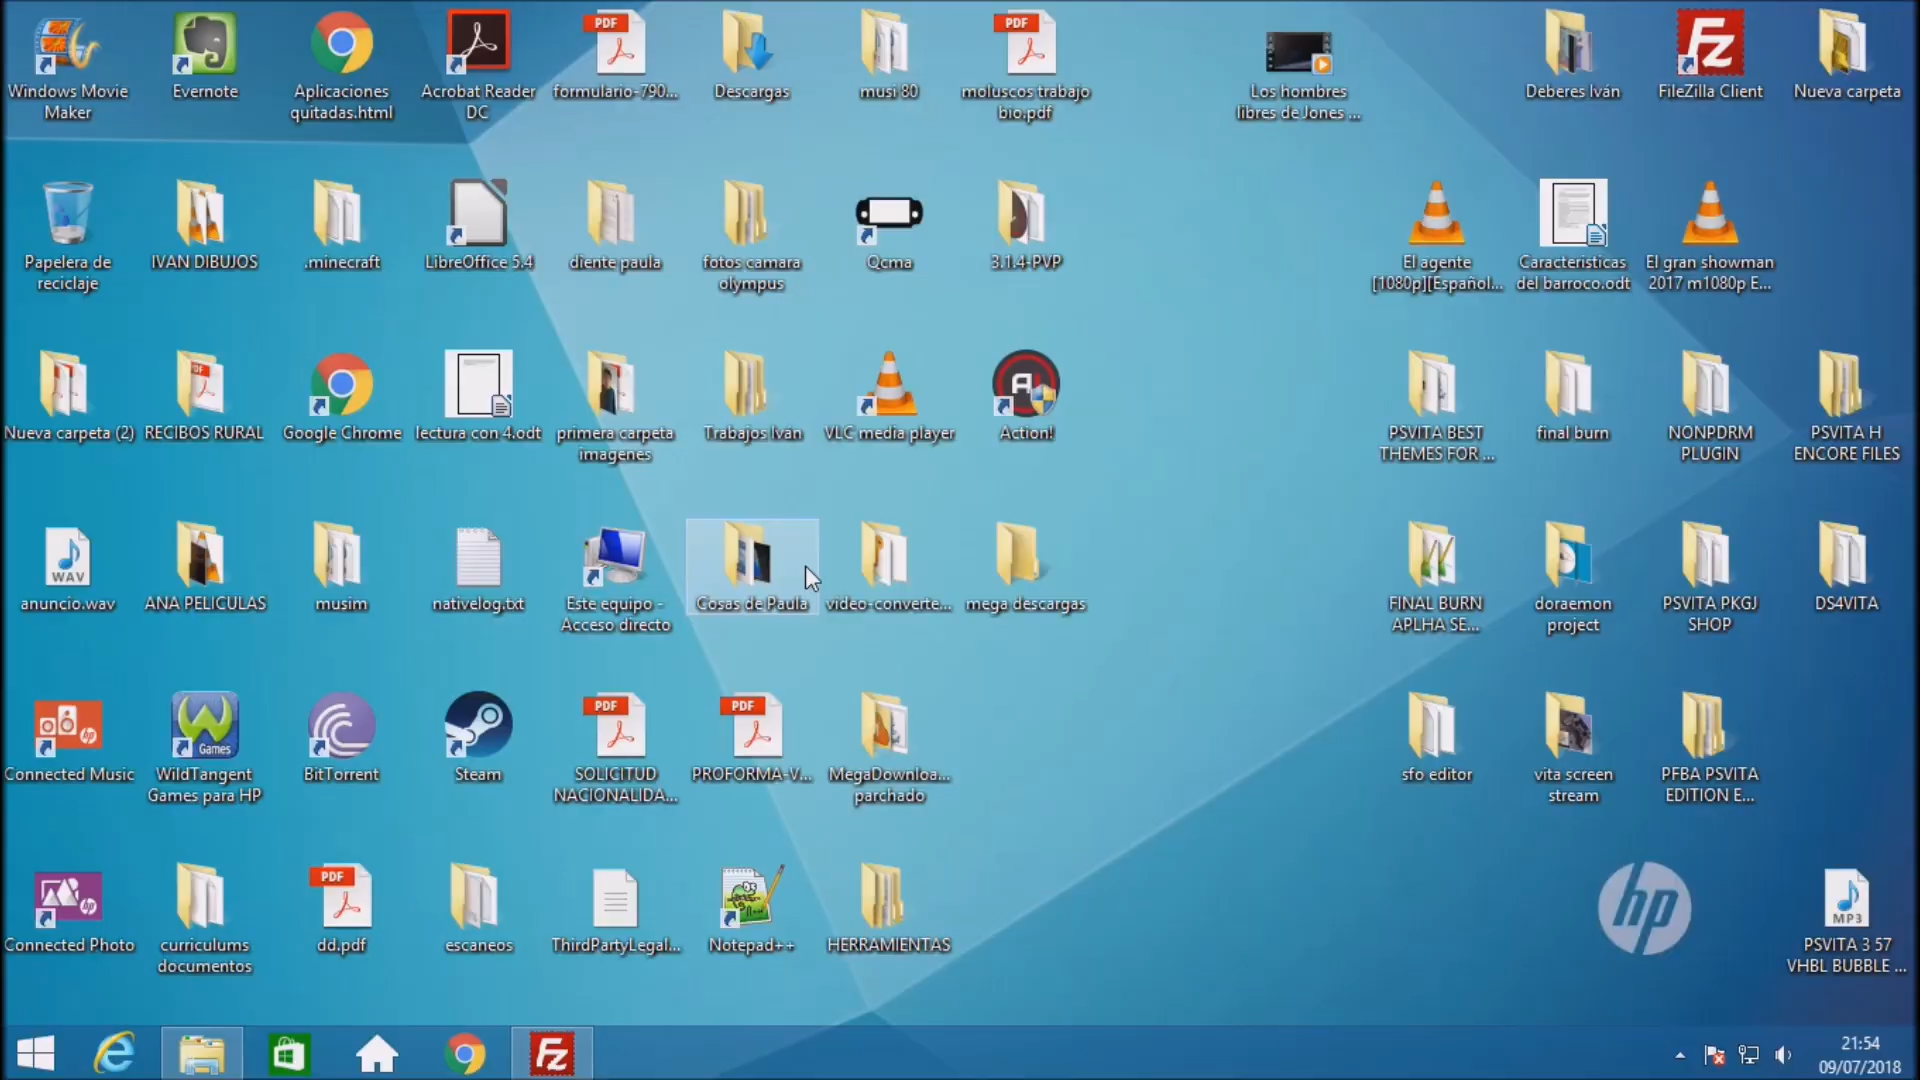 Windows Movie
Maker
Evernote
Aplicaciones
quitadas.html
Acrobat Reader
DC
PDF
formulario-790...
Descargas
musi 80
PDF
moluscos trabajo
bio.pdf
Los hombres
libres de Jones ...
Deberes Iván
Fz
FileZilla Client
Nueva carpeta
Papelera de
reciclaje
IVAN DIBUJOS
.minecraft
LibreOffice 5.4
diente paula
fotos camara
olympus
Qcma
3.1.4-PVP
El agente
[1080p][Español...
Caracteristicas
del barroco.odt
El gran showman
2017 m1080p E...
Nueva carpeta (2)
PDF
RECIBOS RURAL
Google Chrome
lectura con 4.odt
primera carpeta
imagenes
Trabajos Iván
VLC media player
Action!
PSVITA BEST
THEMES FOR ...
final burn
NONPDRM
PLUGIN
PSVITA H
ENCORE FILES
WAV
anuncio.wav
ANA PELICULAS
musim
nativelog.txt
Este equipo -
Acceso directo
Cosas de Paula
video-converte...
mega descargas
FINAL BURN
APLHA SE...
doraemon
project
PSVITA PKGJ
SHOP
DS4VITA
hp
Connected Music
Games
WildTangent
Games para HP
BitTorrent
Steam
PDF
SOLICITUD
NACIONALIDA...
PDF
PROFORMA-V...
MegaDownloa...
parchado
sfo editor
vita screen
stream
PFBA PSVITA
EDITION E...
hp
Connected Photo
curriculums
documentos
PDF
dd.pdf
escaneos
ThirdPartyLegal...
Notepad++
HERRAMIENTAS
hp
MP3
PSVITA 3 57
VHBL BUBBLE ...
Fz
21:54
09/07/2018